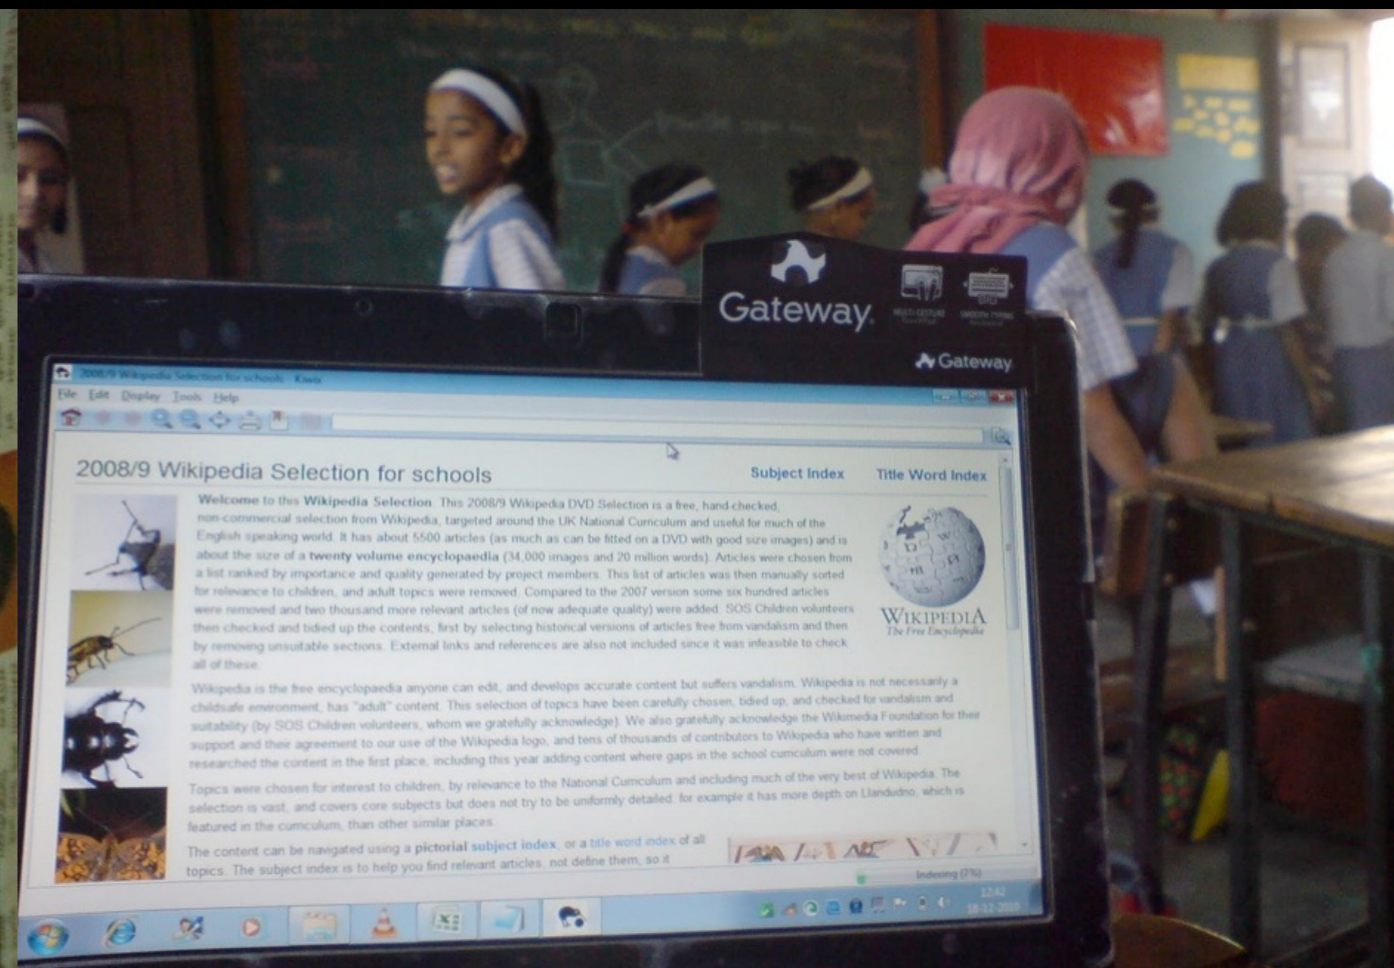 Gateway.
MULTI-GESTURE
SMOOTH TYPING
Gateway
2008/9 Wikipedia Selection for schools - Kiwix
File Edit Display Tools Help
2008/9 Wikipedia Selection for schools
Subject Index Title Word Index
Welcome to this Wikipedia Selection. This 2008/9 Wikipedia DVD Selection is a free, hand-checked,
non-commercial selection from Wikipedia, targeted around the UK National Curriculum and useful for much of the
English speaking world. It has about 5500 articles (as much as can be fitted on a DVD with good size images) and is
about the size of a twenty volume encyclopaedia (34,000 images and 20 million words). Articles were chosen from
a list ranked by importance and quality generated by project members. This list of articles was then manually sorted
for relevance to children, and adult topics were removed. Compared to the 2007 version some six hundred articles
were removed and two thousand more relevant articles (of now adequate quality) were added. SOS Children volunteers
then checked and tidied up the contents, first by selecting historical versions of articles free from vandalism and then
by removing unsuitable sections. External links and references are also not included since it was infeasible to check
all of these.
WIKIPEDIA
The Free Encyclopedia
Wikipedia is the free encyclopaedia anyone can edit, and develops accurate content but suffers vandalism. Wikipedia is not necessarily a
childsafe environment, has "adult" content. This selection of topics have been carefully chosen, tidied up, and checked for vandalism and
suitability (by SOS Children volunteers, whom we gratefully acknowledge). We also gratefully acknowledge the Wikimedia Foundation for their
support and their agreement to our use of the Wikipedia logo, and tens of thousands of contributors to Wikipedia who have written and
researched the content in the first place, including this year adding content where gaps in the school curriculum were not covered.
Topics were chosen for interest to children, by relevance to the National Curriculum and including much of the very best of Wikipedia. The
selection is vast, and covers core subjects but does not try to be uniformly detailed; for example it has more depth on Llandudno, which is
featured in the curriculum, than other similar places.
The content can be navigated using a pictorial subject index, or a title word index of all
topics. The subject index is to help you find relevant articles, not define them, so it
Indexing (7%)
12:42